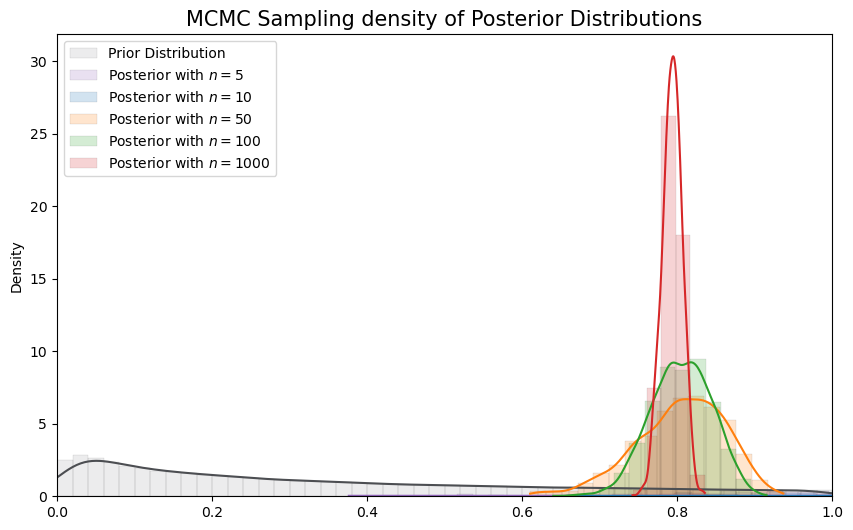 MCMC Sampling density of Posterior Distributions
Prior Distribution
Posterior with n = 5
Posterior with n = 10
Posterior with n = 50
Posterior with n = 100
Posterior with n = 1000
Density
30
25
20
15
10
5
0
0.0 0.2 0.4 0.6 0.8 1.0